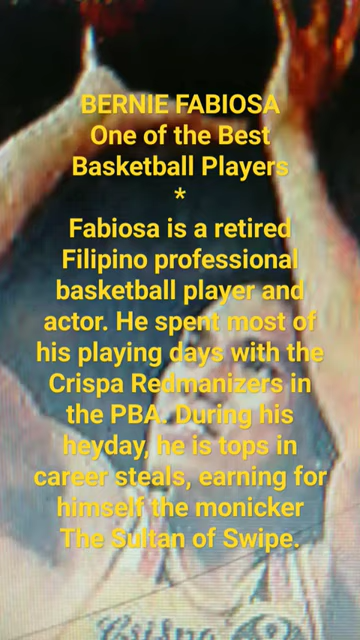 BERNIE FABIOSA
One of the Best
Basketball Players
*
Fabiosa is a retired
Filipino professional
basketball player and
actor. He spent most of
his playing days with the
Crispa Redmanizers in
the PBA. During his
heyday, he is tops in
career steals, earning for
himself the monicker
The Sultan of Swipe.
Crispa